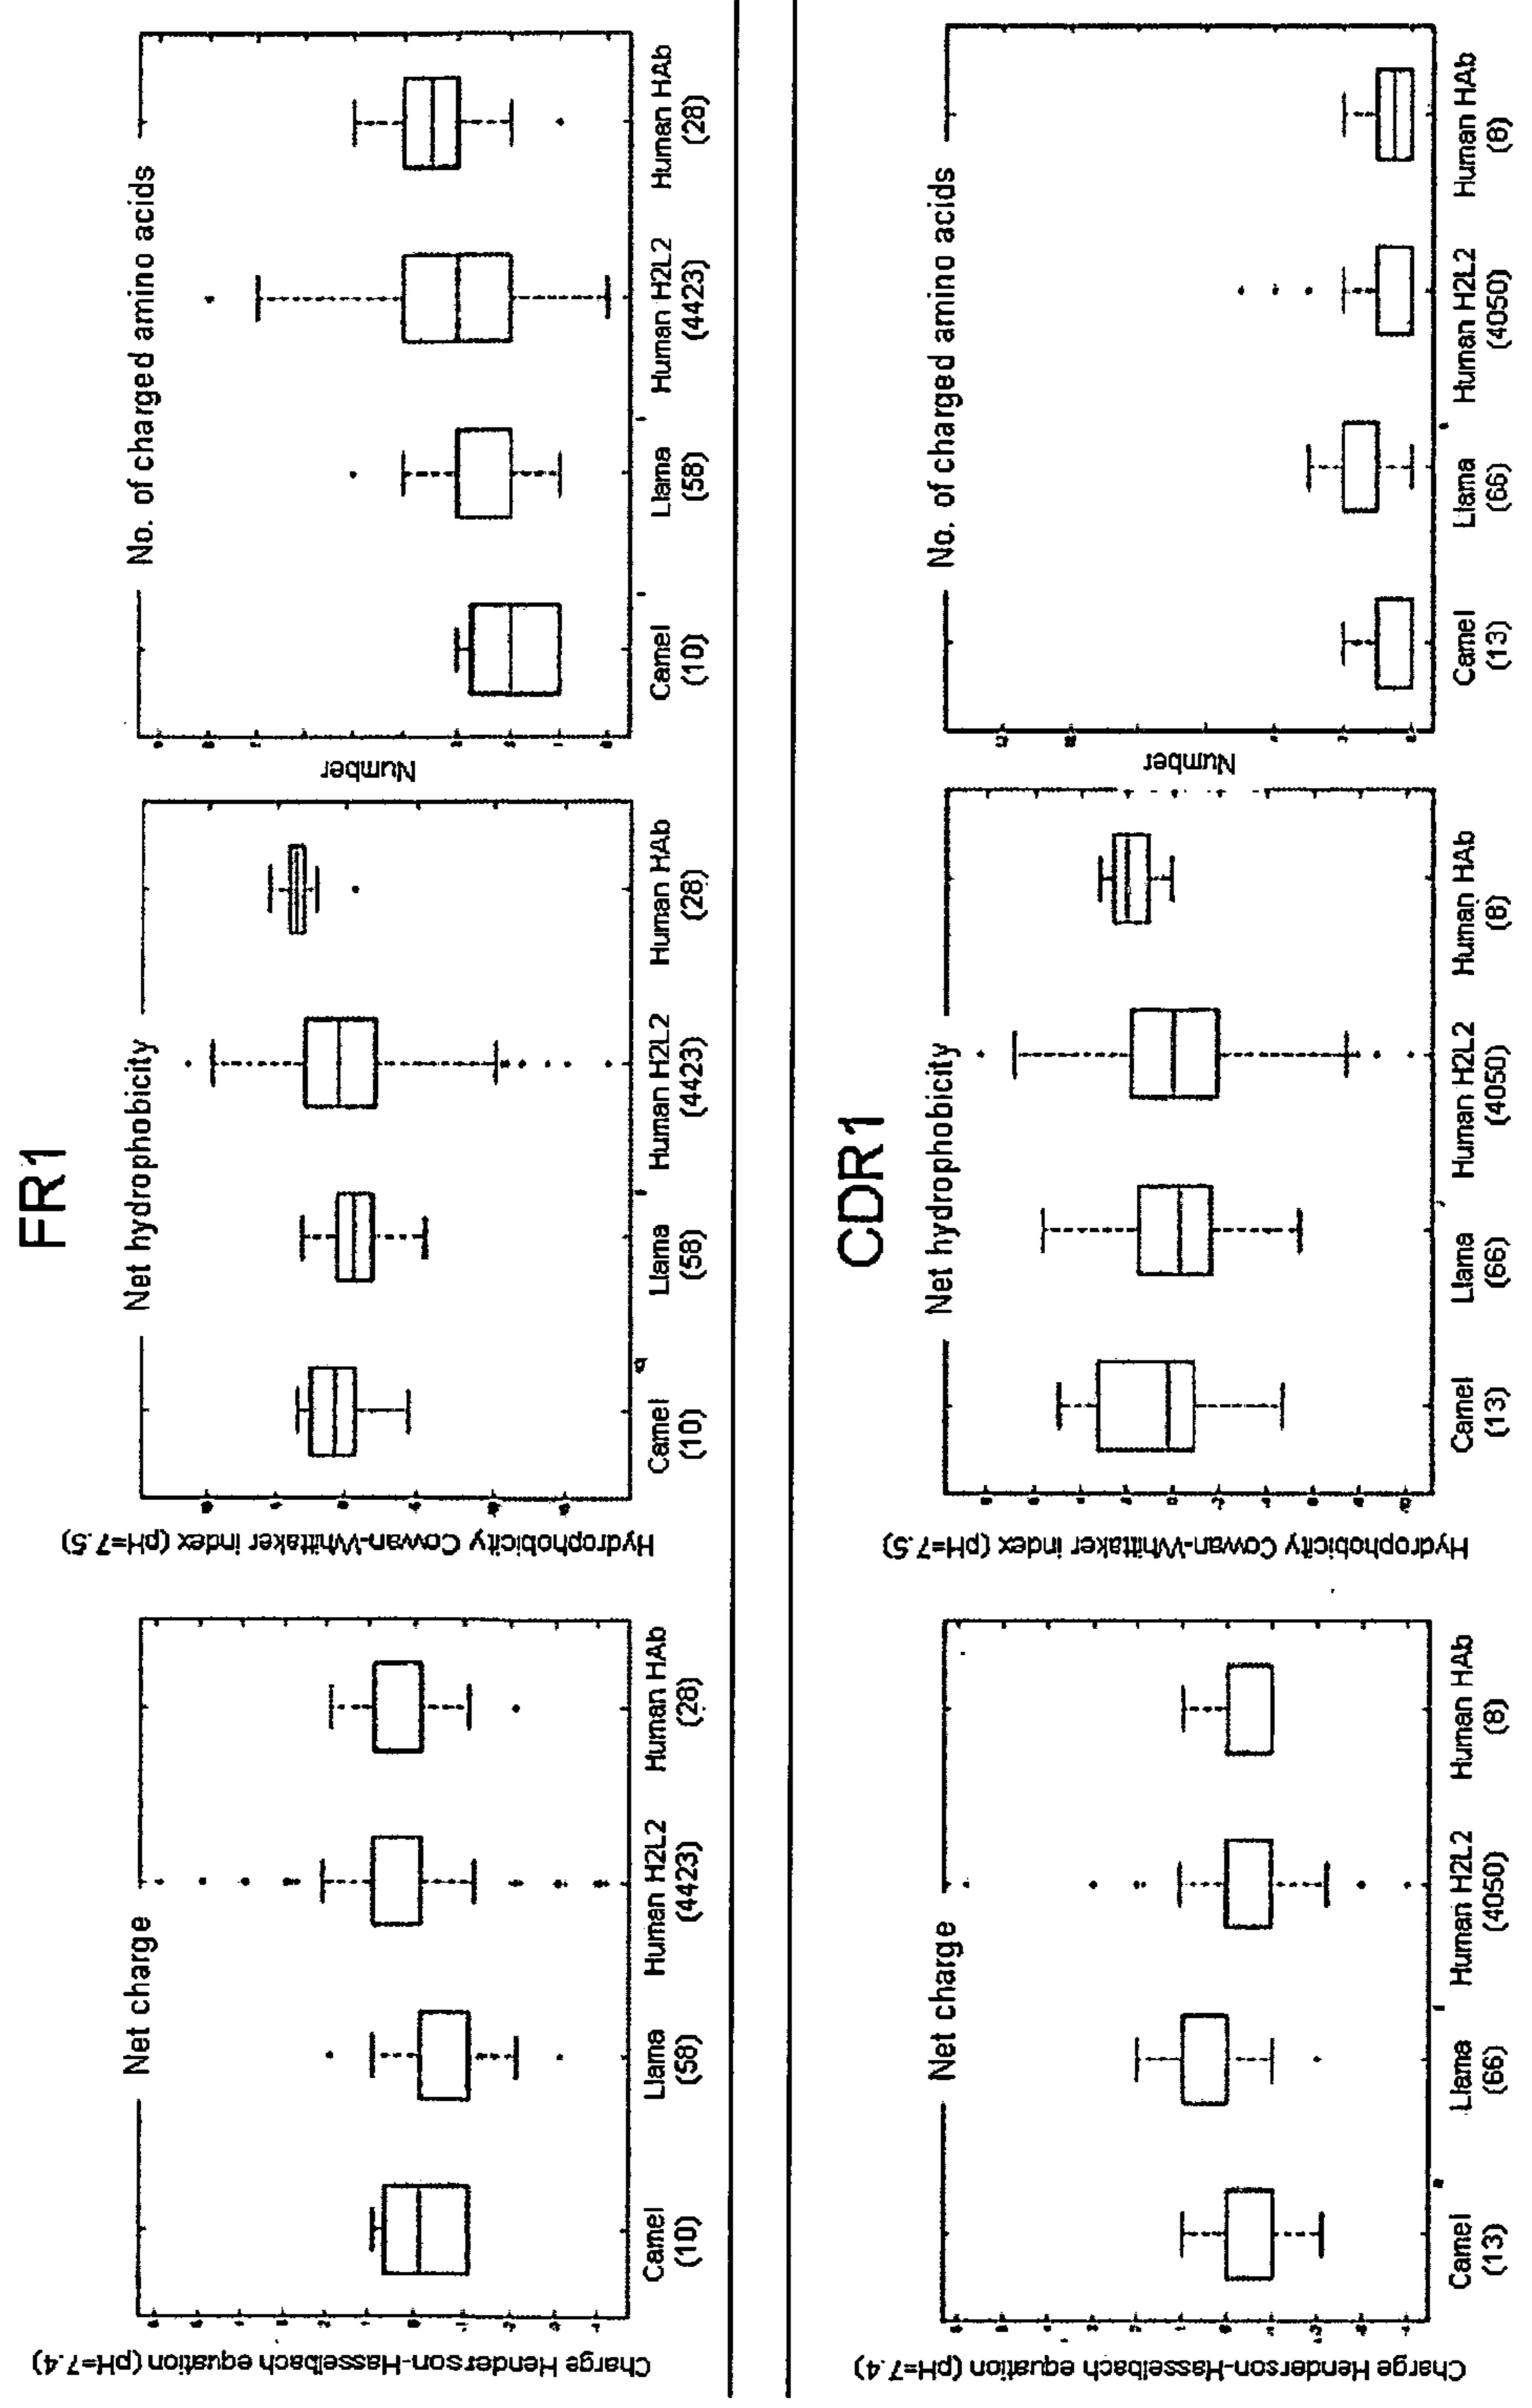 FR1
Net charge
Charge Henderson-Hasselbach equation (pH=7.4)
Camel
(10)
Llama
(58)
Human H2L2
(4423)
Human HAb
(28)
Net hydrophobicity
Hydrophobicity Cowan-Whittaker index (pH=7.5)
Camel
(10)
Llama
(58)
Human H2L2
(4423)
Human HAb
(28)
No. of charged amino acids
Number
Camel
(10)
Llama
(58)
Human H2L2
(4423)
Human HAb
(28)
CDR1
Net charge
Charge Henderson-Hasselbach equation (pH=7.4)
Camel
(13)
Llama
(66)
Human H2L2
(4050)
Human HAb
(8)
Net hydrophobicity
Hydrophobicity Cowan-Whittaker index (pH=7.5)
Camel
(13)
Llama
(66)
Human H2L2
(4050)
Human HAb
(8)
No. of charged amino acids
Number
Camel
(13)
Llama
(66)
Human H2L2
(4050)
Human HAb
(8)